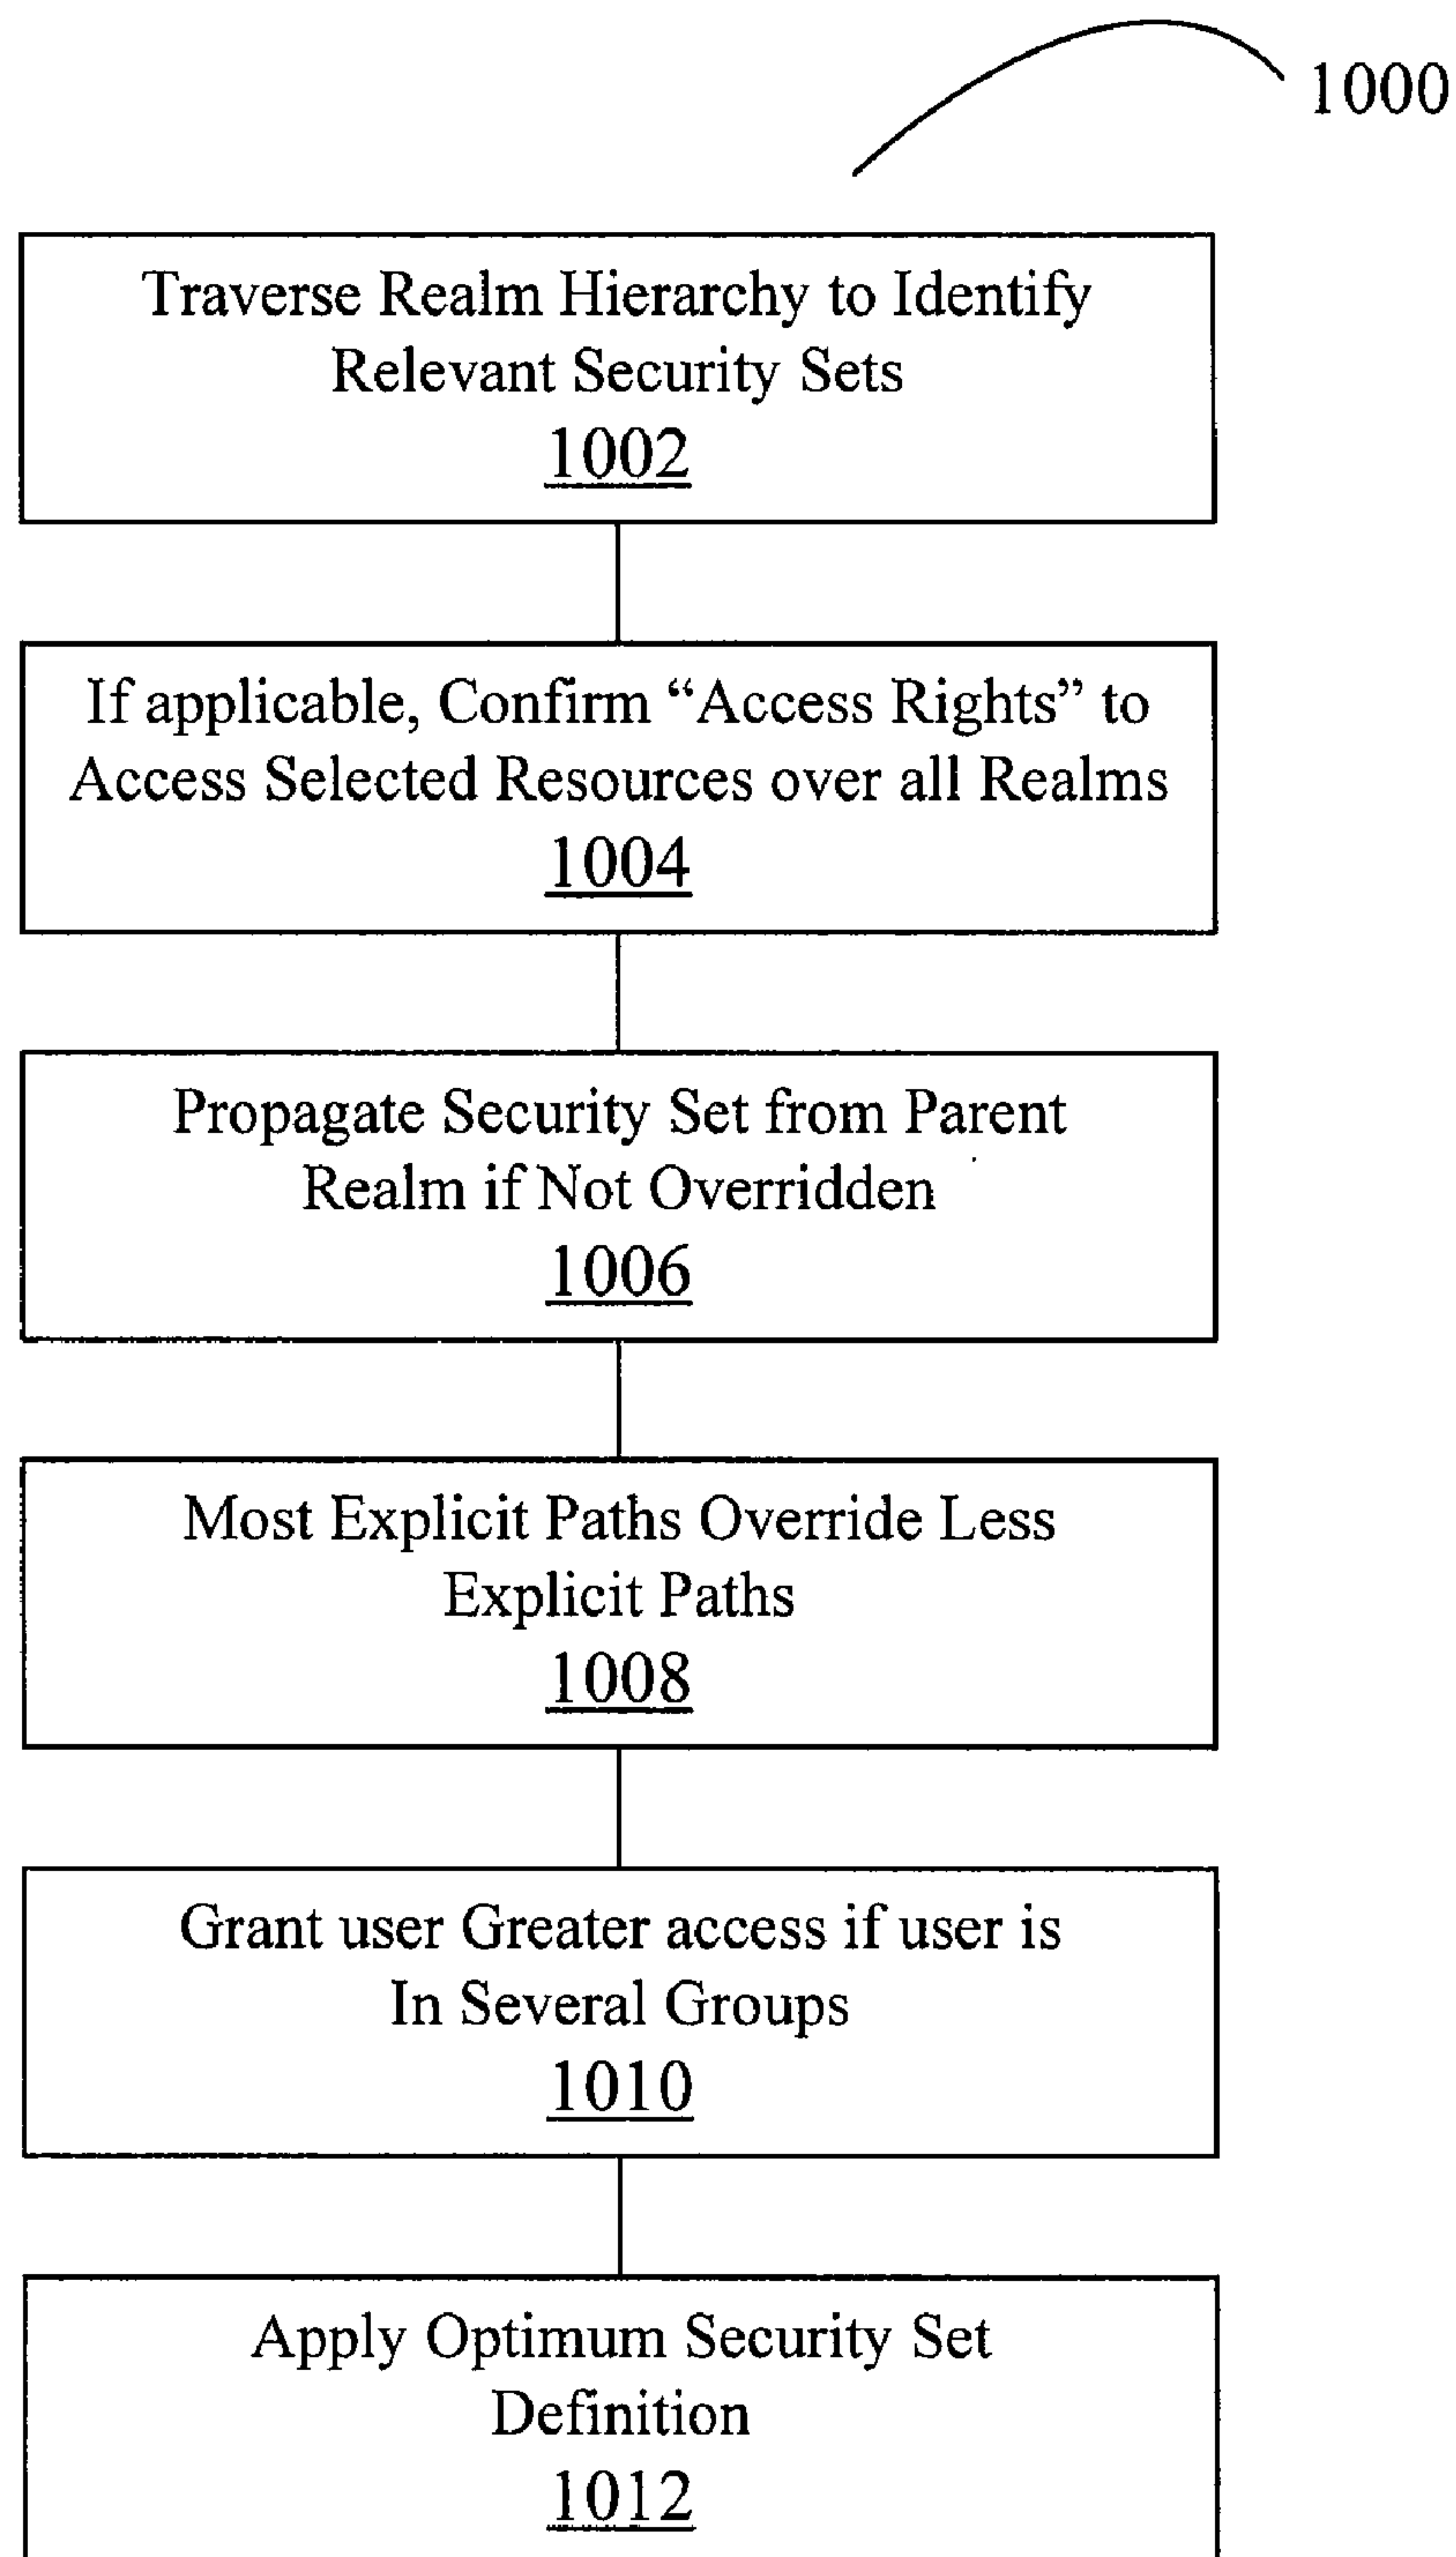 1000
Traverse Realm Hierarchy to Identify
Relevant Security Sets
1002
If applicable, Confirm “Access Rights” to
Access Selected Resources over all Realms
1004
Propagate Security Set from Parent
Realm if Not Overridden
1006
Most Explicit Paths Override Less
Explicit Paths
1008
Grant user Greater access if user is
In Several Groups
1010
Apply Optimum Security Set
Definition
1012